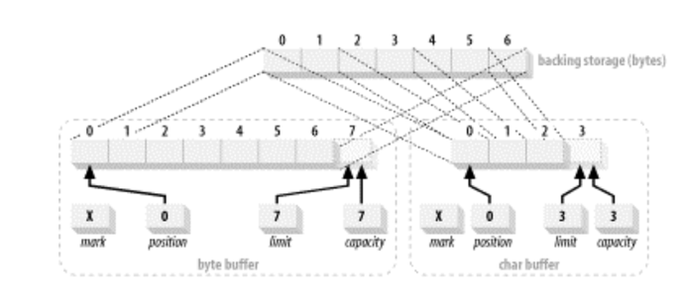 0 1 2 3 4 5 6
backing storage (bytes)
0 1 2 3 4 5 6 7 0 1 2 3
X 0 7 7 X 0 3 3
mark position limit capacity mark position limit capacity
byte buffer char buffer